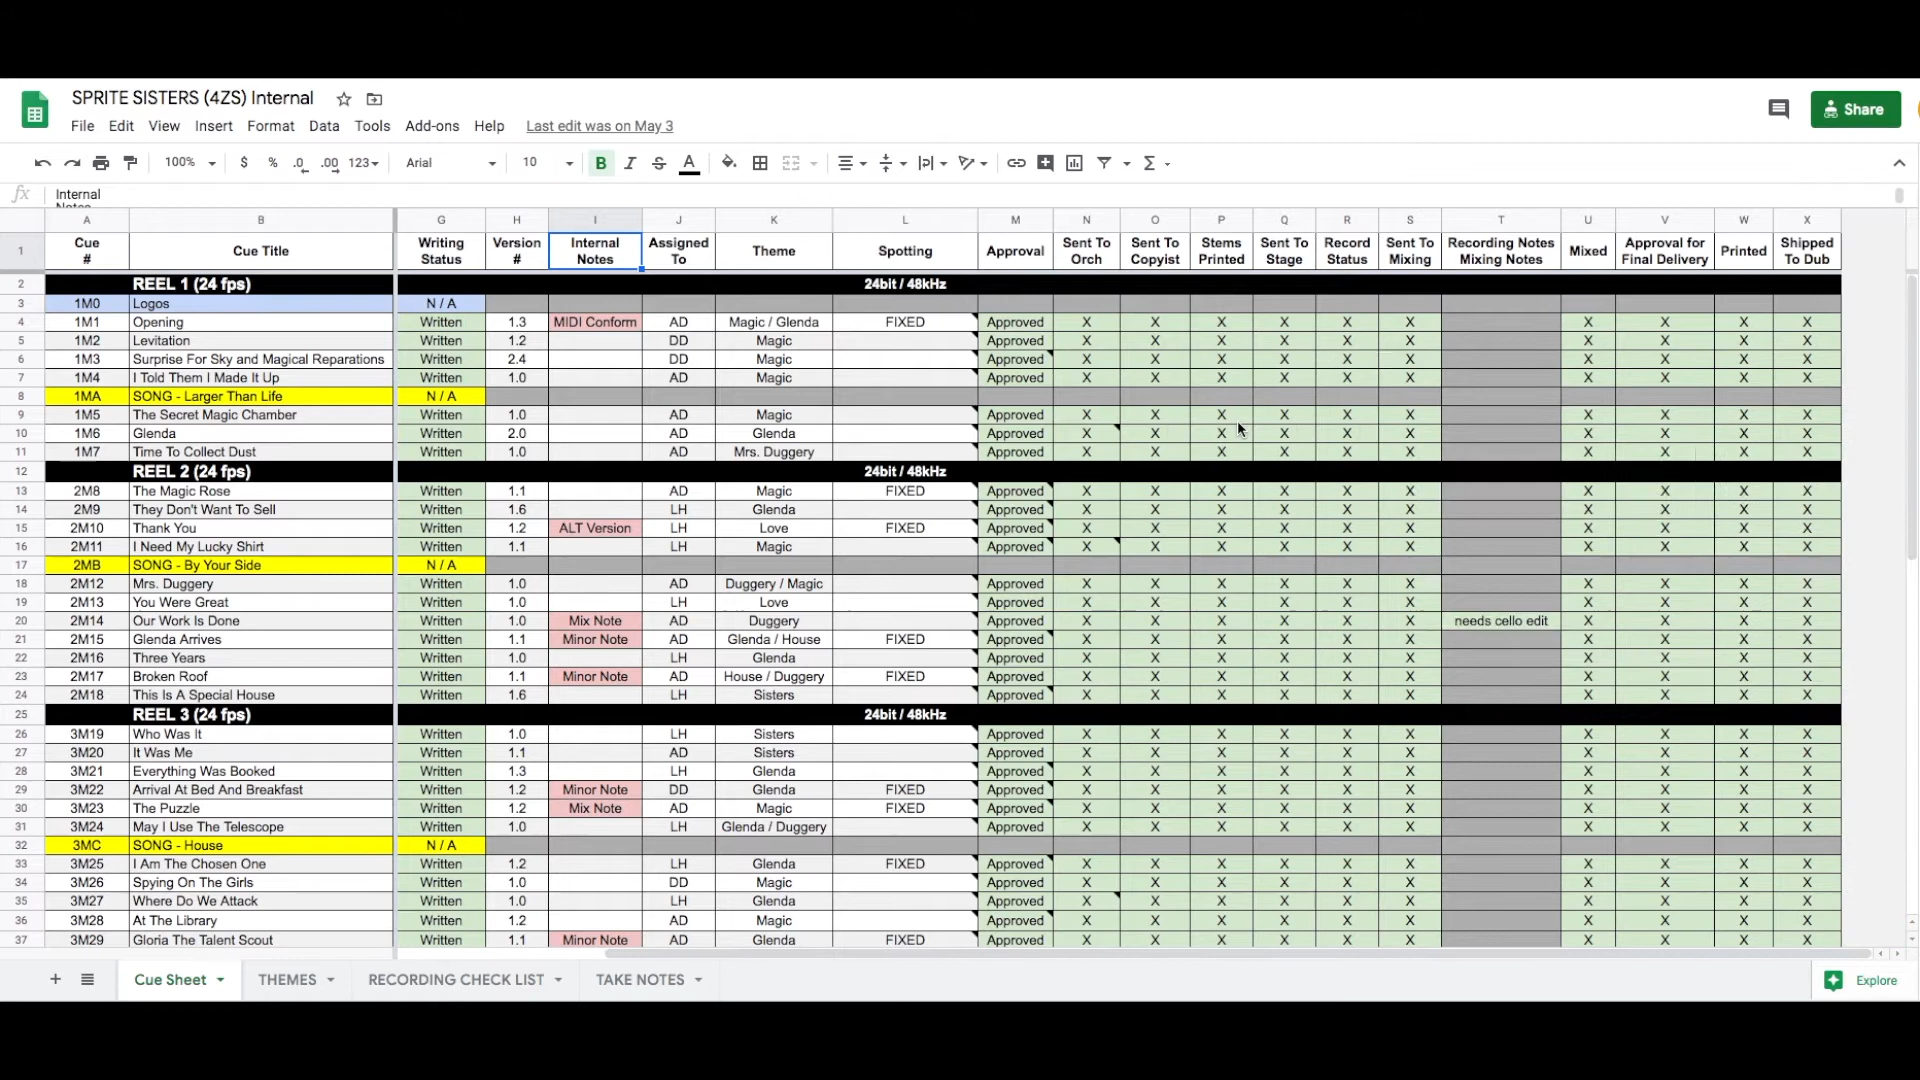 SPRITE SISTERS (4ZS) Internal
Share
File Edit View Insert Format Data Tools Add-ons Help Last edit was on May 3
100% $ % .0 .00 123 Arial 10 B I S A
fx Internal Notes
A B G H I J K L M N O P Q R S T U V W X
1 Cue # Cue Title Writing Status Version # Internal Notes Assigned To Theme Spotting Approval Sent To Orch Sent To Copyist Stems Printed Sent To Stage Record Status Sent To Mixing Recording Notes Mixing Notes Mixed Approval for Final Delivery Printed Shipped To Dub
2 REEL 1 (24 fps) 24bit / 48kHz
3 1M0 Logos N / A
4 1M1 Opening Written 1.3 MIDI Conform AD Magic / Glenda FIXED Approved X X X X X X X X X X
5 1M2 Levitation Written 1.2 DD Magic Approved X X X X X X X X X X
6 1M3 Surprise For Sky and Magical Reparations Written 2.4 DD Magic Approved X X X X X X X X X X
7 1M4 I Told Them I Made It Up Written 1.0 AD Magic Approved X X X X X X X X X X
8 1MA SONG - Larger Than Life N / A
9 1M5 The Secret Magic Chamber Written 1.0 AD Magic Approved X X X X X X X X X X
10 1M6 Glenda Written 2.0 AD Glenda Approved X X X X X X X X X X
11 1M7 Time To Collect Dust Written 1.0 AD Mrs. Duggery Approved X X X X X X X X X X
12 REEL 2 (24 fps) 24bit / 48kHz
13 2M8 The Magic Rose Written 1.1 AD Magic FIXED Approved X X X X X X X X X X
14 2M9 They Don't Want To Sell Written 1.6 LH Glenda Approved X X X X X X X X X X
15 2M10 Thank You Written 1.2 ALT Version LH Love FIXED Approved X X X X X X X X X X
16 2M11 I Need My Lucky Shirt Written 1.1 LH Magic Approved X X X X X X X X X X
17 2MB SONG - By Your Side N / A
18 2M12 Mrs. Duggery Written 1.0 AD Duggery / Magic Approved X X X X X X X X X X
19 2M13 You Were Great Written 1.0 LH Love Approved X X X X X X X X X X
20 2M14 Our Work Is Done Written 1.0 Mix Note AD Duggery Approved X X X X X X needs cello edit X X X X
21 2M15 Glenda Arrives Written 1.1 Minor Note AD Glenda / House FIXED Approved X X X X X X X X X X
22 2M16 Three Years Written 1.0 LH Glenda Approved X X X X X X X X X X
23 2M17 Broken Roof Written 1.1 Minor Note AD House / Duggery FIXED Approved X X X X X X X X X X
24 2M18 This Is A Special House Written 1.6 LH Sisters Approved X X X X X X X X X X
25 REEL 3 (24 fps) 24bit / 48kHz
26 3M19 Who Was It Written 1.0 LH Sisters Approved X X X X X X X X X X
27 3M20 It Was Me Written 1.1 AD Sisters Approved X X X X X X X X X X
28 3M21 Everything Was Booked Written 1.3 LH Glenda Approved X X X X X X X X X X
29 3M22 Arrival At Bed And Breakfast Written 1.2 Minor Note DD Glenda FIXED Approved X X X X X X X X X X
30 3M23 The Puzzle Written 1.2 Mix Note AD Magic FIXED Approved X X X X X X X X X X
31 3M24 May I Use The Telescope Written 1.0 LH Glenda / Duggery Approved X X X X X X X X X X
32 3MC SONG - House N / A
33 3M25 I Am The Chosen One Written 1.2 LH Glenda FIXED Approved X X X X X X X X X X
34 3M26 Spying On The Girls Written 1.0 DD Magic Approved X X X X X X X X X X
35 3M27 Where Do We Attack Written 1.0 LH Glenda Approved X X X X X X X X X X
36 3M28 At The Library Written 1.2 AD Magic Approved X X X X X X X X X X
37 3M29 Gloria The Talent Scout Written 1.1 Minor Note AD Glenda FIXED Approved X X X X X X X X X X
Cue Sheet THEMES RECORDING CHECK LIST TAKE NOTES Explore